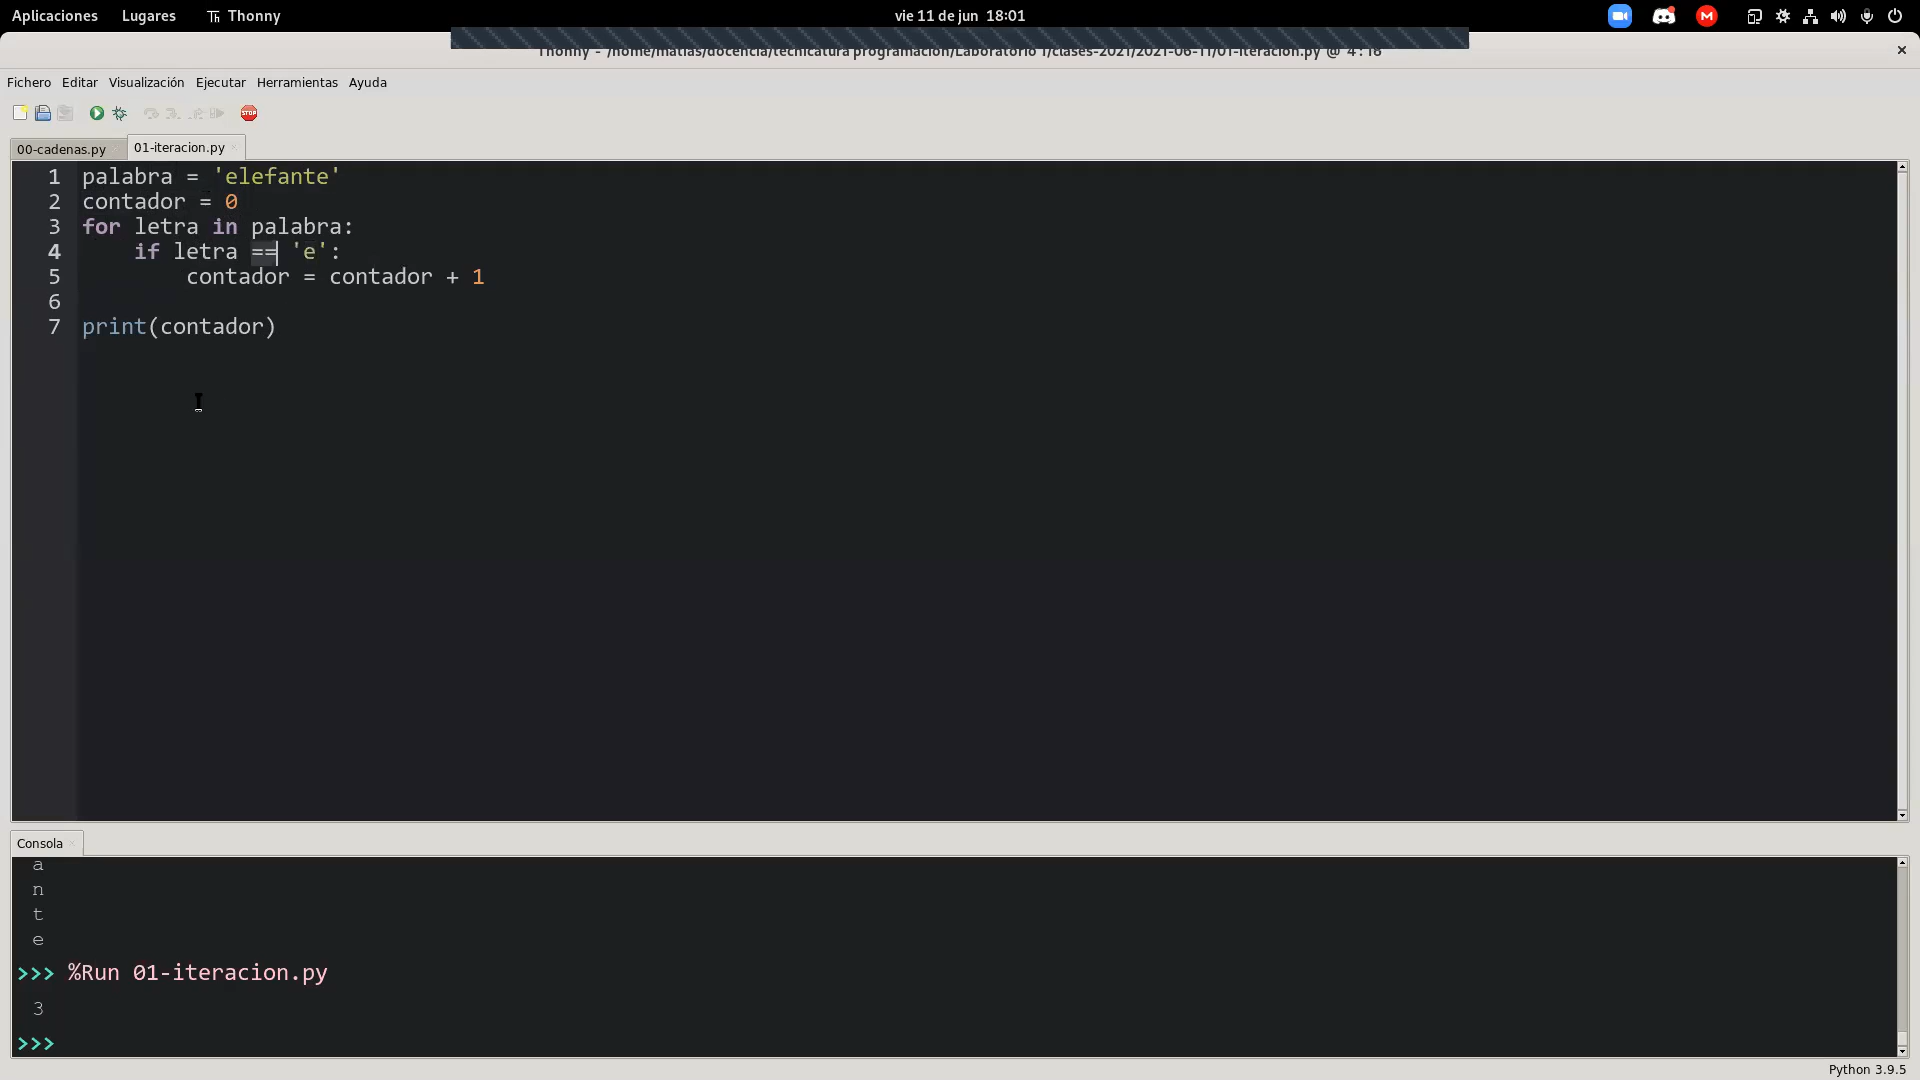 Aplicaciones Lugares Th Thonny vie 11 de jun 18:01 M
Thonny - /home/matias/docencia/tecnicatura programacion/Laboratorio 1/clases-2021/2021-06-11/01-iteracion.py @ 4 : 18
Fichero Editar Visualización Ejecutar Herramientas Ayuda
STOP
00-cadenas.py 01-iteracion.py
1 palabra = 'elefante'
2 contador = 0
3 for letra in palabra:
4 if letra == 'e':
5 contador = contador + 1
6
7 print(contador)
Consola
a
n
t
e
>>> %Run 01-iteracion.py
3
>>>
Python 3.9.5